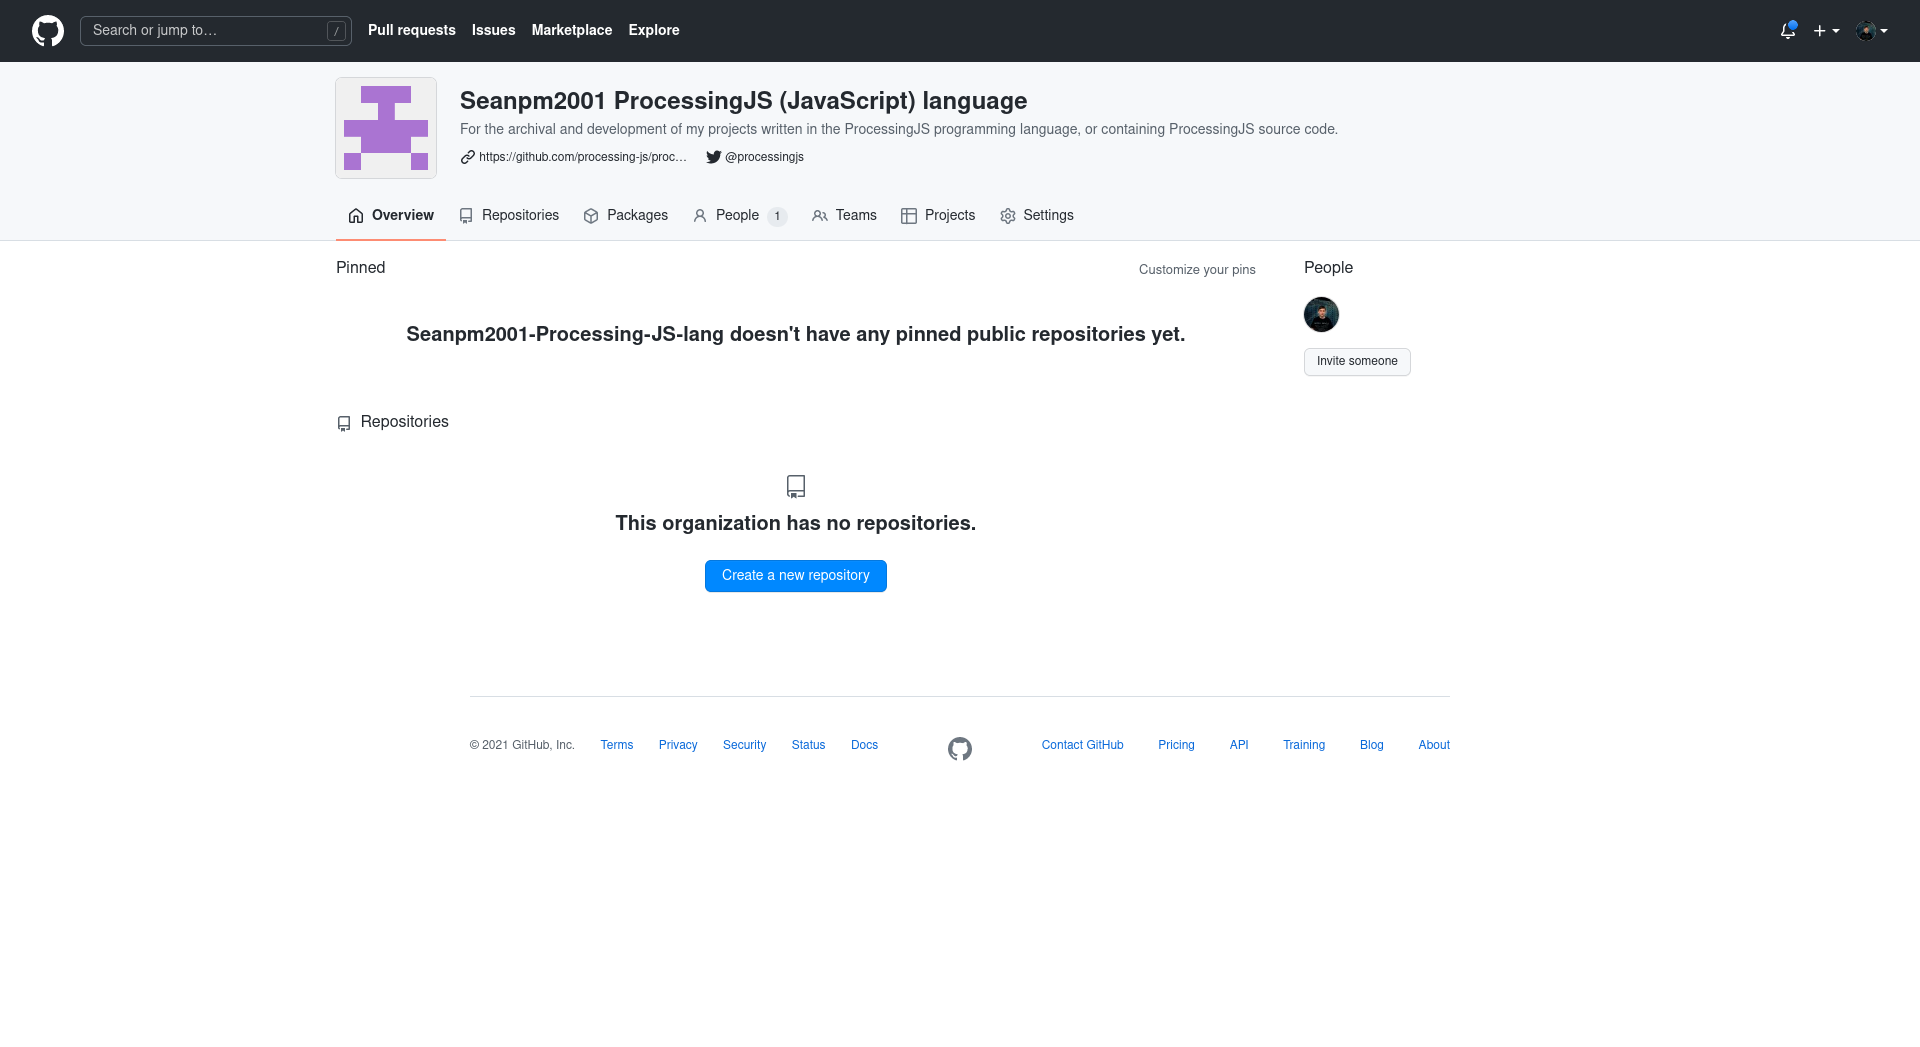 Search or jump to… /
Pull requests Issues Marketplace Explore
Seanpm2001 ProcessingJS (JavaScript) language
For the archival and development of my projects written in the ProcessingJS programming language, or containing ProcessingJS source code.
https://github.com/processing-js/proc… @processingjs
Overview Repositories Packages People 1 Teams Projects Settings
Pinned
Customize your pins
Seanpm2001-Processing-JS-lang doesn't have any pinned public repositories yet.
People
Invite someone
Repositories
This organization has no repositories.
Create a new repository
© 2021 GitHub, Inc. Terms Privacy Security Status Docs Contact GitHub Pricing API Training Blog About